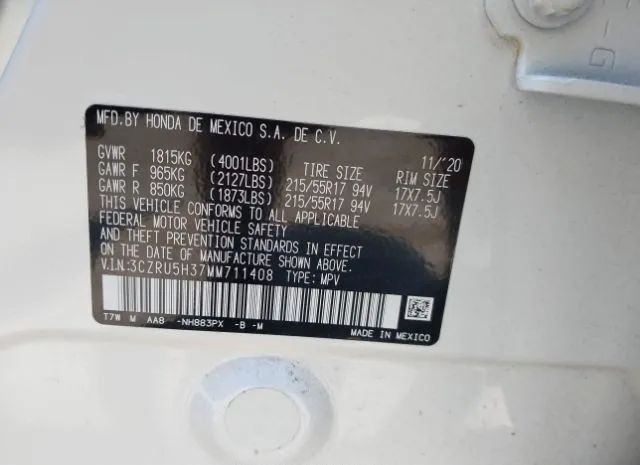 MFD.BY HONDA DE MEXICO S.A. DE C.V.
11/'20
GVWR 1815KG (4001LBS) TIRE SIZE RIM SIZE
GAWR F 965KG (2127LBS) 215/55R17 94V 17X7.5J
GAWR R 850KG (1873LBS) 215/55R17 94V 17X7.5J
THIS VEHICLE CONFORMS TO ALL APPLICABLE
FEDERAL MOTOR VEHICLE SAFETY
AND THEFT PREVENTION STANDARDS IN EFFECT
ON THE DATE OF MANUFACTURE SHOWN ABOVE.
V.I.N:3CZRU5H37MM711408 TYPE: MPV
T7W M AA8 -NH883PX -B -M
MADE IN MEXICO